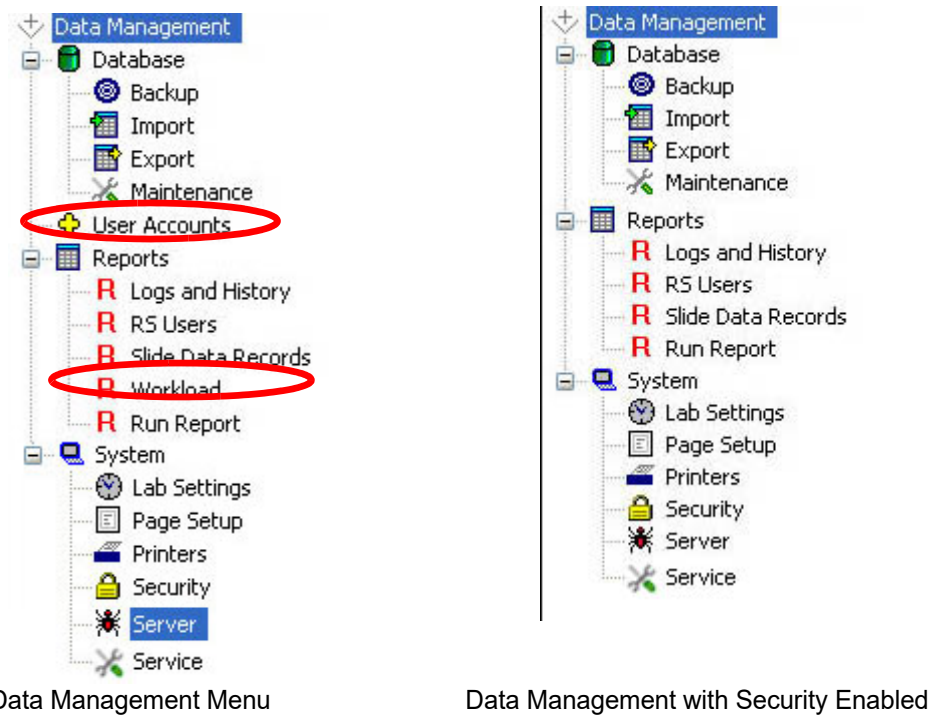 Data Management
Database
Backup
Import
Export
Maintenance
User Accounts
Reports
R Logs and History
R RS Users
R Slide Data Records
R Workload
R Run Report
System
Lab Settings
Page Setup
Printers
Security
Server
Service
Data Management Menu
Data Management
Database
Backup
Import
Export
Maintenance
Reports
R Logs and History
R RS Users
R Slide Data Records
R Run Report
System
Lab Settings
Page Setup
Printers
Security
Server
Service
Data Management with Security Enabled